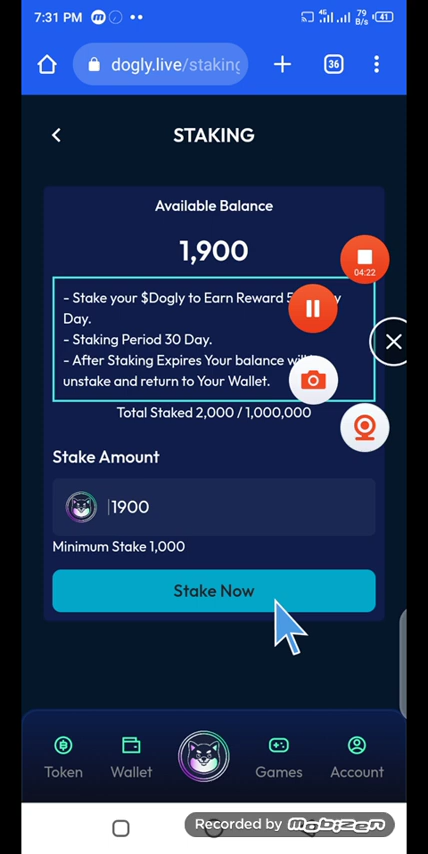 7:31 PM
4G
79
B/s
41
dogly.live/staking
36
STAKING
Available Balance
1,900
04:22
- Stake your $Dogly to Earn Reward
Day.
- Staking Period 30 Day.
- After Staking Expires Your balance
unstake and return to Your Wallet.
Total Staked 2,000 / 1,000,000
Stake Amount
1900
Minimum Stake 1,000
Stake Now
Token
Wallet
Games
Account
Recorded by MOBIZEN